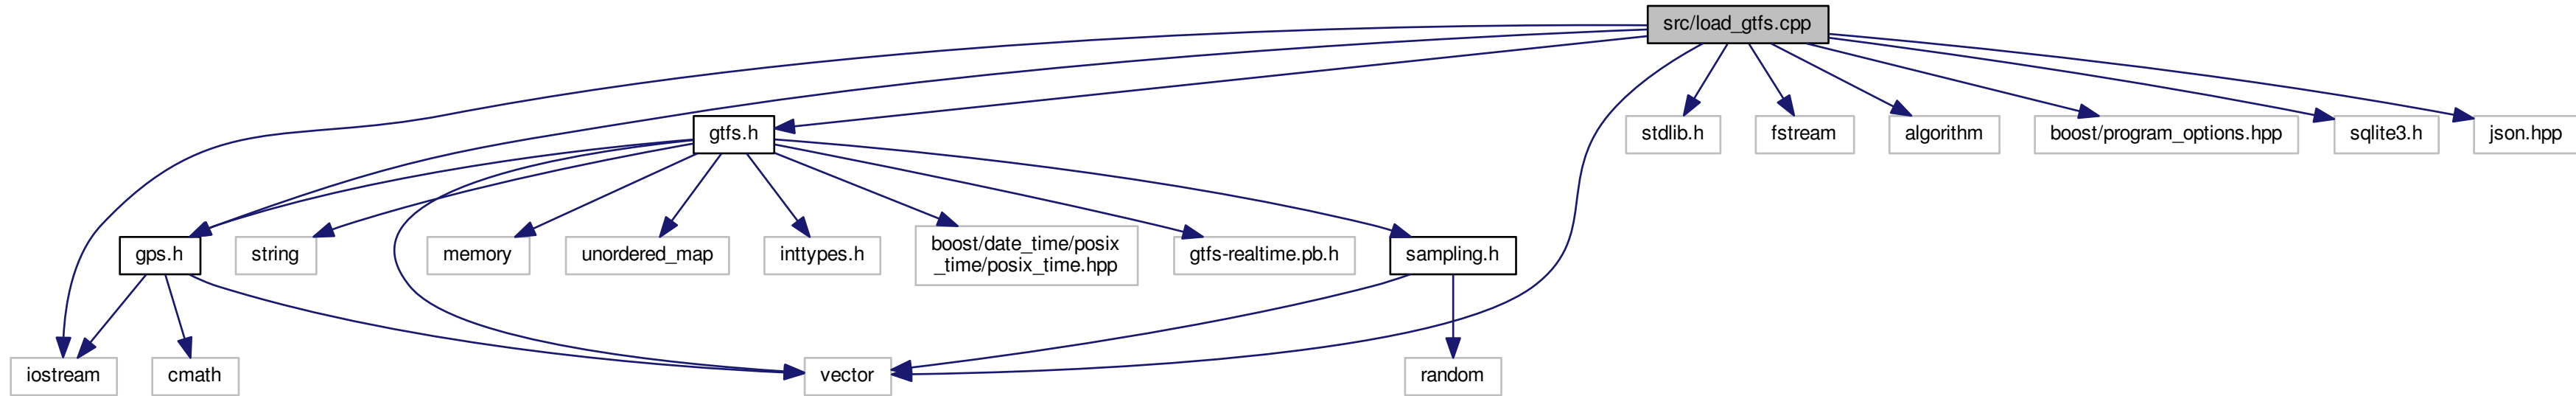 src/load_gtfs.cpp
gtfs.h
stdlib.h
fstream
algorithm
boost/program_options.hpp
sqlite3.h
json.hpp
gps.h
string
memory
unordered_map
inttypes.h
boost/date_time/posix
_time/posix_time.hpp
gtfs-realtime.pb.h
sampling.h
iostream
cmath
vector
random